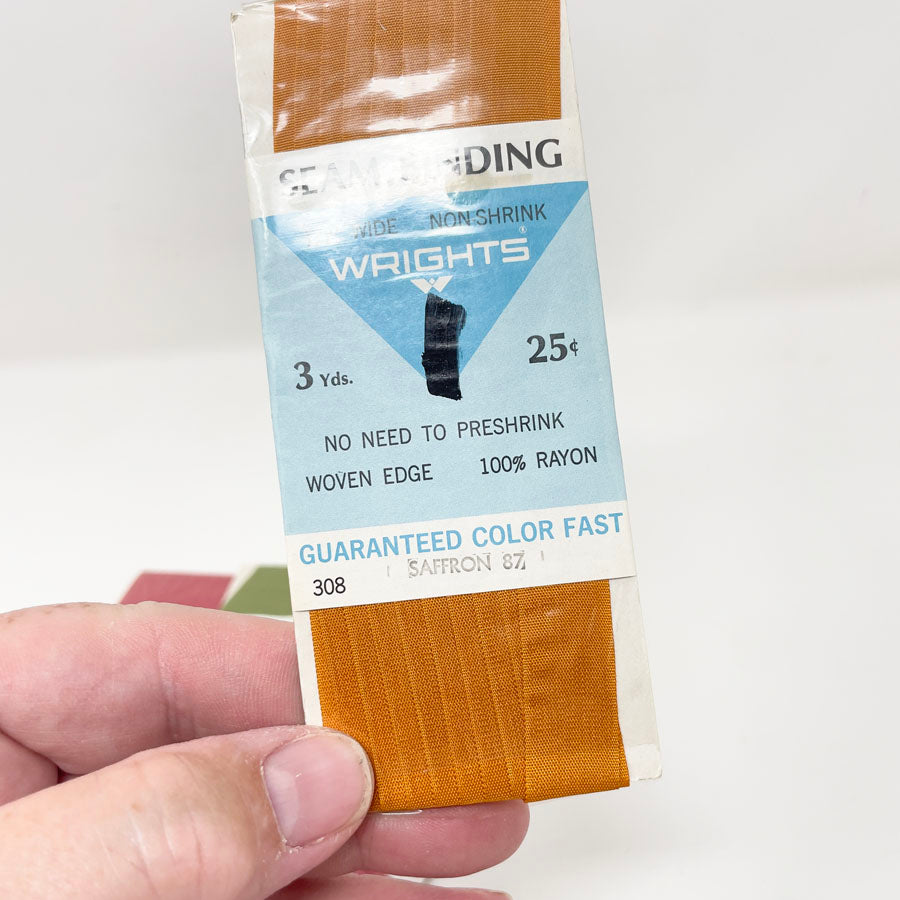 SEAM BINDING
WIDE NON SHRINK
WRIGHTS®
3 Yds. 25¢
NO NEED TO PRESHRINK
WOVEN EDGE 100% RAYON
GUARANTEED COLOR FAST
308 SAFFRON 87